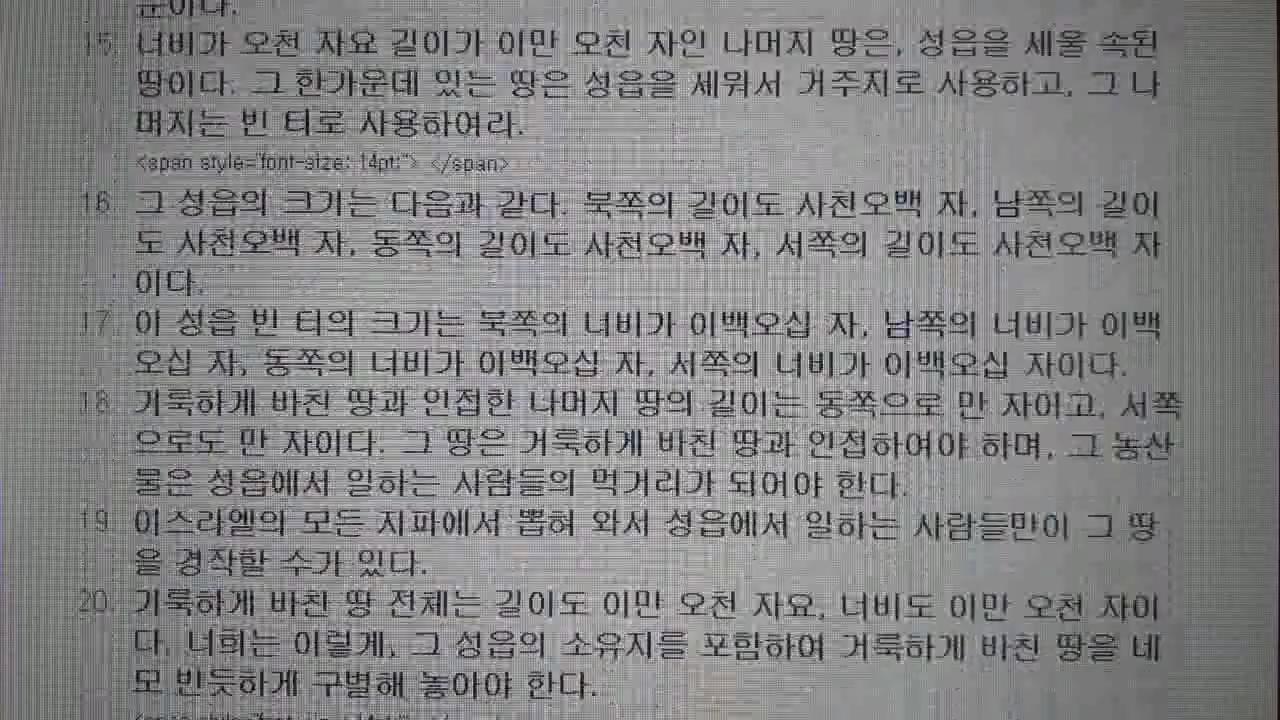 문이다.
15. 너비가 오천 자요 길이가 이만 오천 자인 나머지 땅은, 성읍을 세울 속된
땅이다. 그 한가운데 있는 땅은 성읍을 세워서 거주지로 사용하고, 그 나
머지는 빈 터로 사용하여라.
<span style="font-size: 14pt;"> </span>
16. 그 성읍의 크기는 다음과 같다. 북쪽의 길이도 사천오백 자, 남쪽의 길이
도 사천오백 자, 동쪽의 길이도 사천오백 자, 서쪽의 길이도 사천오백 자
이다.
17. 이 성읍 빈 터의 크기는 북쪽의 너비가 이백오십 자, 남쪽의 너비가 이백
오십 자, 동쪽의 너비가 이백오십 자, 서쪽의 너비가 이백오십 자이다.
18. 거룩하게 바친 땅과 인접한 나머지 땅의 길이는 동쪽으로 만 자이고, 서쪽
으로도 만 자이다. 그 땅은 거룩하게 바친 땅과 인접하여야 하며, 그 농산
물은 성읍에서 일하는 사람들의 먹거리가 되어야 한다.
19. 이스라엘의 모든 지파에서 뽑혀 와서 성읍에서 일하는 사람들만이 그 땅
을 경작할 수가 있다.
20. 거룩하게 바친 땅 전체는 길이도 이만 오천 자요, 너비도 이만 오천 자이
다. 너희는 이렇게, 그 성읍의 소유지를 포함하여 거룩하게 바친 땅을 네
모 반듯하게 구별해 놓아야 한다.